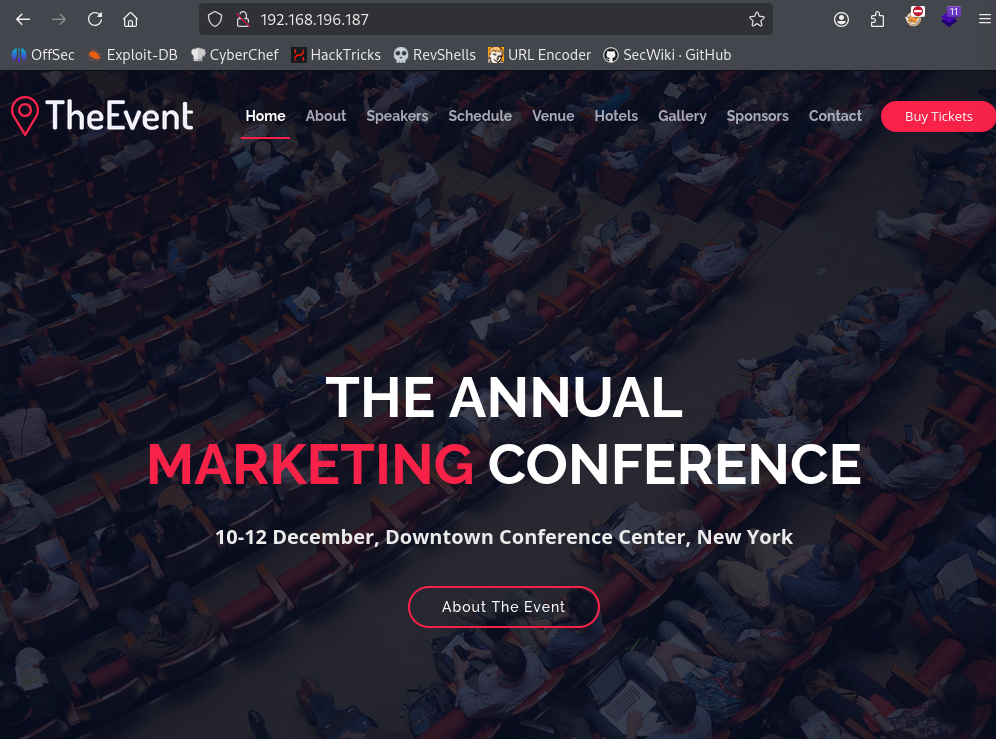 192.168.196.187
11
OffSec Exploit-DB CyberChef HackTricks RevShells URL Encoder SecWiki · GitHub
TheEvent Home About Speakers Schedule Venue Hotels Gallery Sponsors Contact Buy Tickets
THE ANNUAL
MARKETING CONFERENCE
10-12 December, Downtown Conference Center, New York
About The Event